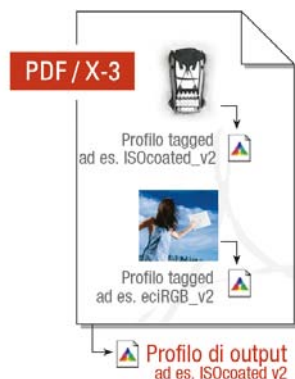 PDF/X-3
Profilo tagged
ad es. ISOcoated_v2
Profilo tagged
ad es. eciRGB_v2
Profilo di output
ad es. ISOcoated v2